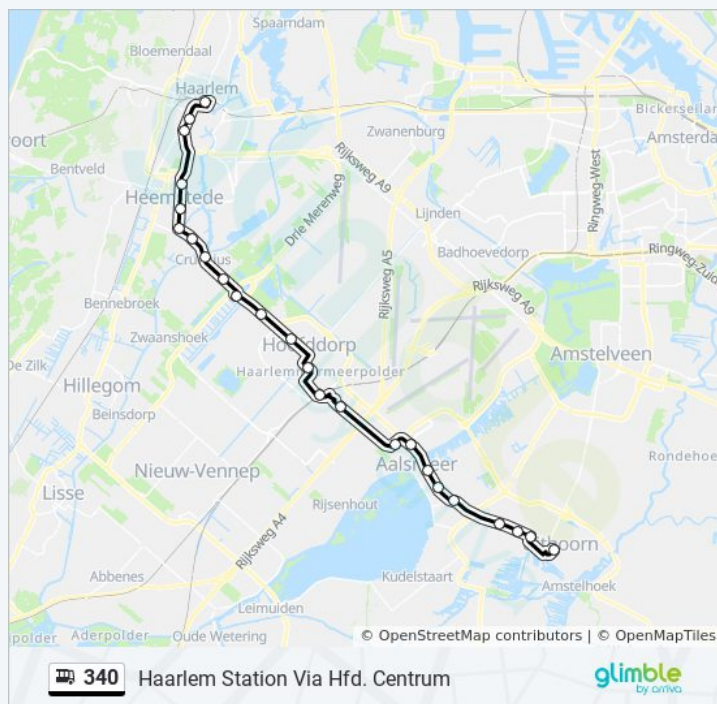 Spaarndam
Bloemendaal
Haarlem
Bickerseilan
Zwanenburg
Amsterda
oort
Rijksweg A9
Ringweg-West
Bentveld
Heemstede
Drie Merenweg
Lijnden
Rijksweg A5
Badhoevedorp
Ringweg-Zuid
Cruquius
Rijksweg A9
Bennebroek
Zwaanshoek
Hoofddorp
Amstelveen
De Zilk
Haarlemmermeerpolder
Hillegom
Beinsdorp
Aalsmeer
Rondehoe
Nieuw-Vennep
Lisse
Rijsenhout
Rijksweg A4
thoorn
Abbenes
Kudelstaart
Amstelhoek
Leimuiden
polder
Aderpolder
Oude Wetering
© OpenStreetMap contributors | © OpenMapTiles
340 Haarlem Station Via Hfd. Centrum
glimble
by arriva